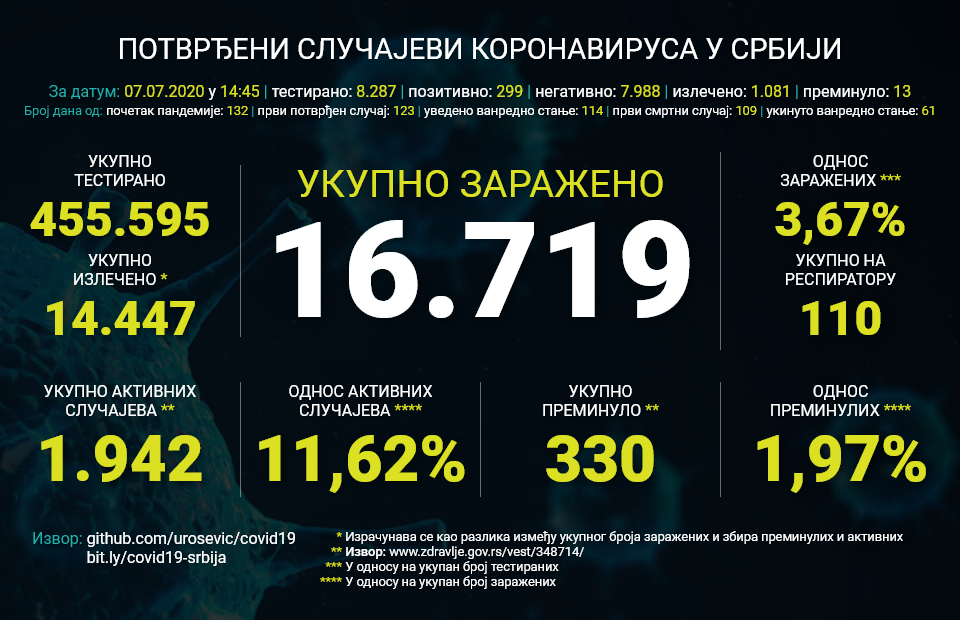 ПОТВРЂЕНИ СЛУЧАЈЕВИ КОРОНАВИРУСА У СРБИЈИ
За датум: 07.07.2020 у 14:45 | тестирано: 8.287 | позитивно: 299 | негативно: 7.988 | излечено: 1.081 | преминуло: 13
Број дана од: почетак пандемије: 132 | први потврђен случај: 123 | уведено ванредно стање: 114 | први смртни случај: 109 | укинуто ванредно стање: 61
УКУПНО
ТЕСТИРАНО
455.595
УКУПНО
ИЗЛЕЧЕНО *
14.447
УКУПНО ЗАРАЖЕНО
16.719
ОДНОС
ЗАРАЖЕНИХ ***
3,67%
УКУПНО НА
РЕСПИРАТОРУ
110
УКУПНО АКТИВНИХ
СЛУЧАЈЕВА **
1.942
ОДНОС АКТИВНИХ
СЛУЧАЈЕВА ****
11,62%
УКУПНО
ПРЕМИНУЛО **
330
ОДНОС
ПРЕМИНУЛИХ ****
1,97%
Извор: github.com/urosevic/covid19
bit.ly/covid19-srbija
* Израчунава се као разлика између укупног броја заражених и збира преминулих и активних
** Извор: www.zdravlje.gov.rs/vest/348714/
*** У односу на укупан број тестираних
**** У односу на укупан број заражених